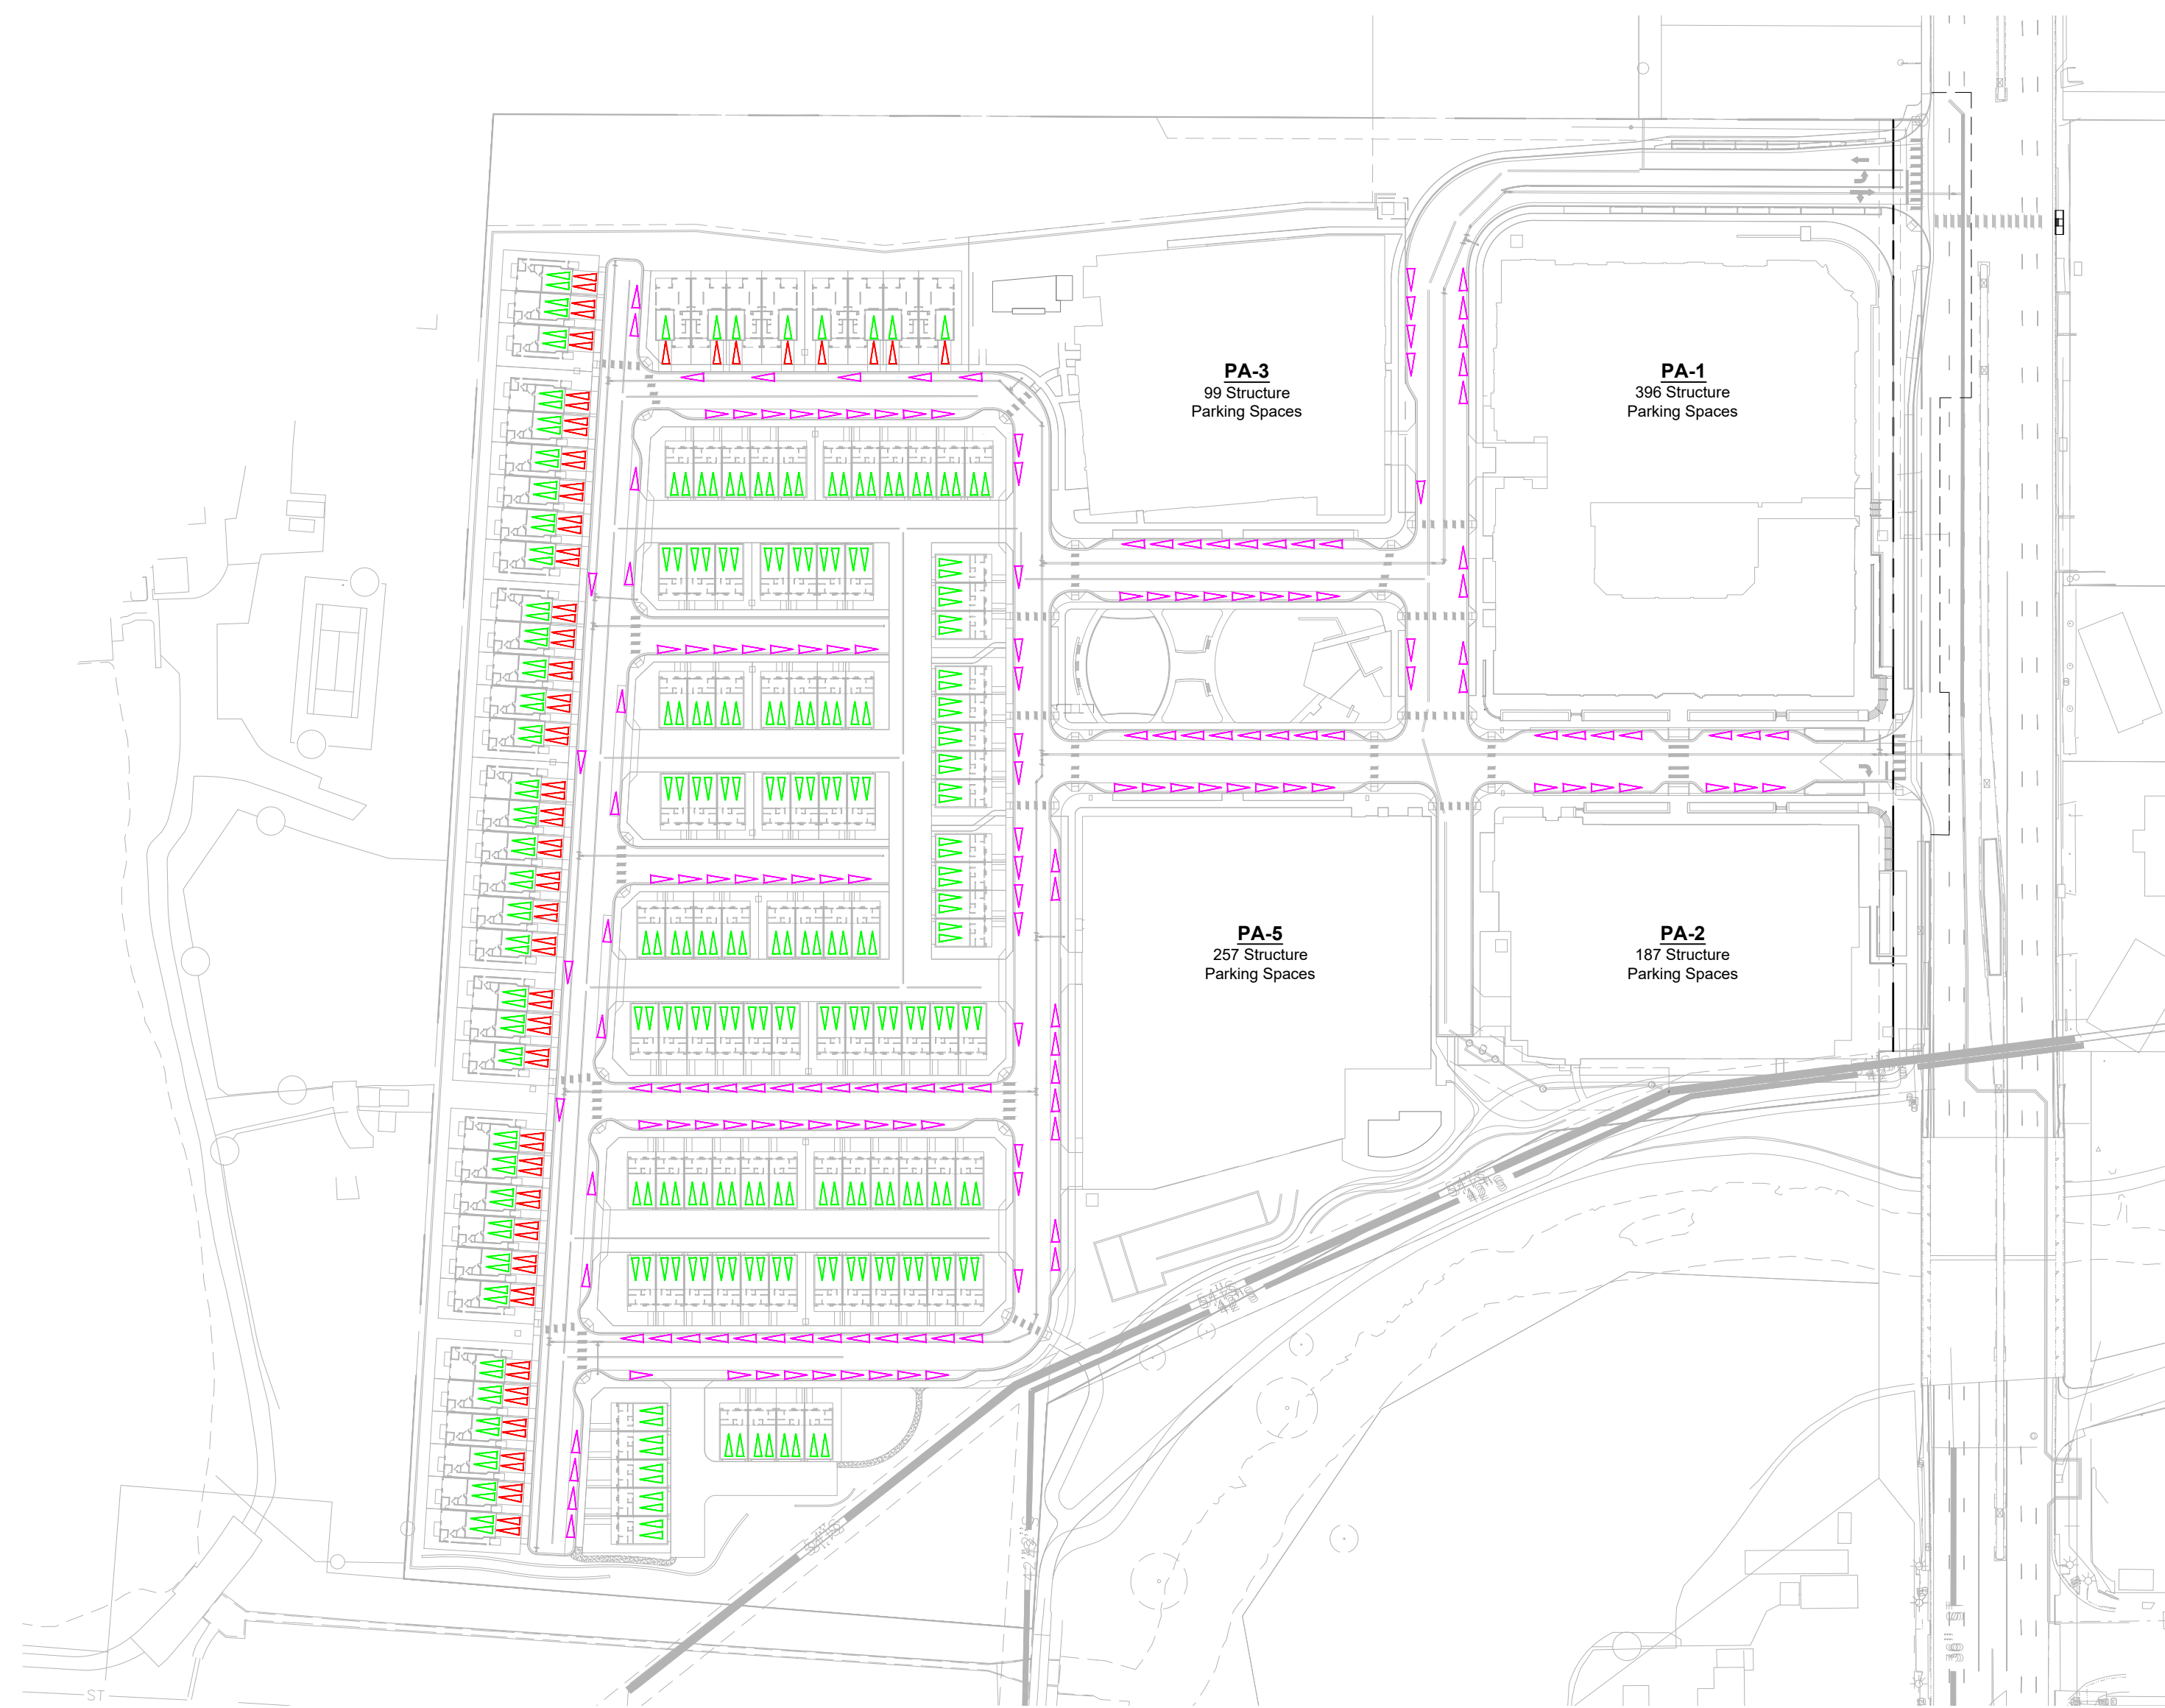 PA-3
99 Structure
Parking Spaces
PA-1
396 Structure
Parking Spaces
PA-5
257 Structure
Parking Spaces
PA-2
187 Structure
Parking Spaces
ST